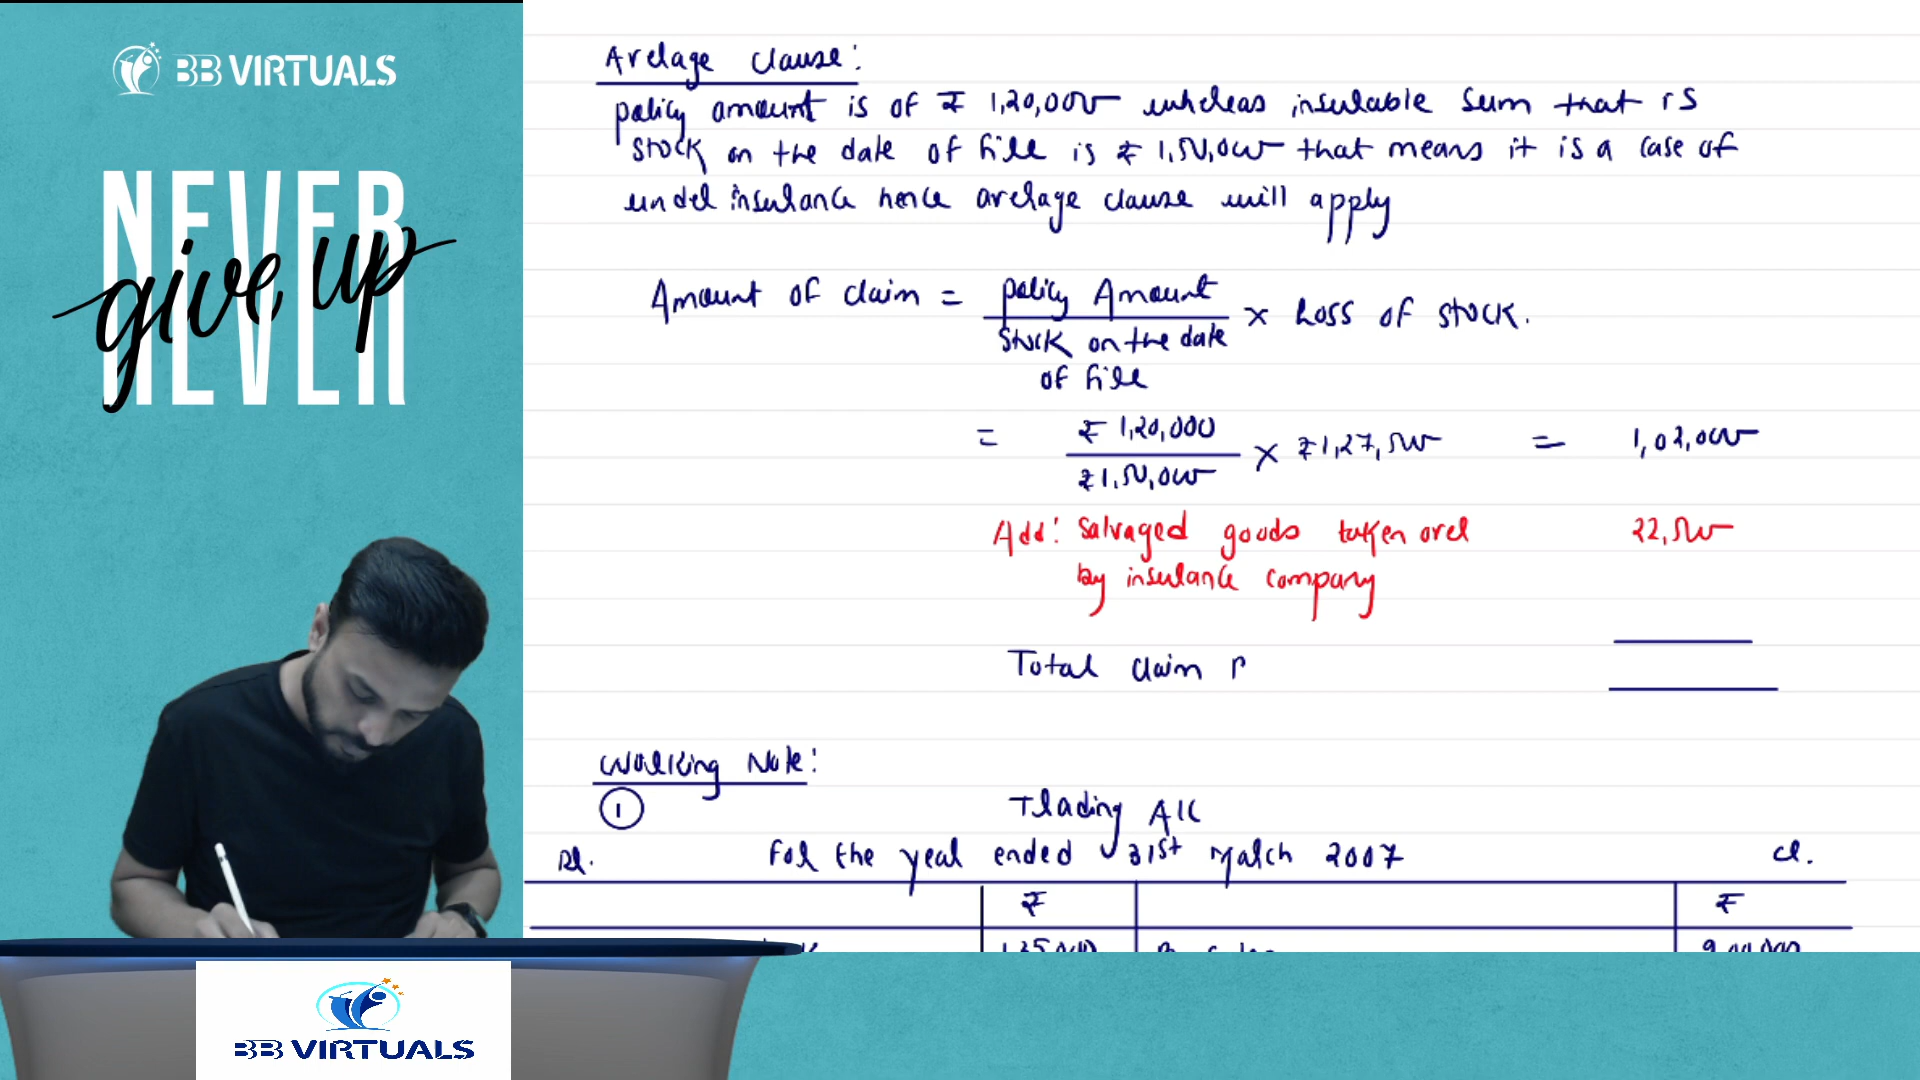 BB VIRTUALS
NEVER
give up
NEVER
Average clause:
policy amount is of ₹ 1,20,000 whereas insurable sum that is
stock on the date of fire is ₹ 1,50,000 that means it is a case of
under insurance hence average clause will apply
Amount of claim = policy Amount × Loss of stock.
stock on the date
of fire
= ₹ 1,20,000 × ₹ 1,27,500 = 1,02,000
₹ 1,50,000
Add: Salvaged goods taken over 22,500
by insurance company
Total claim
Working Note:
1
Trading A/c
Dr. For the year ended 31st March 2007 Cr.
₹ ₹
BB VIRTUALS